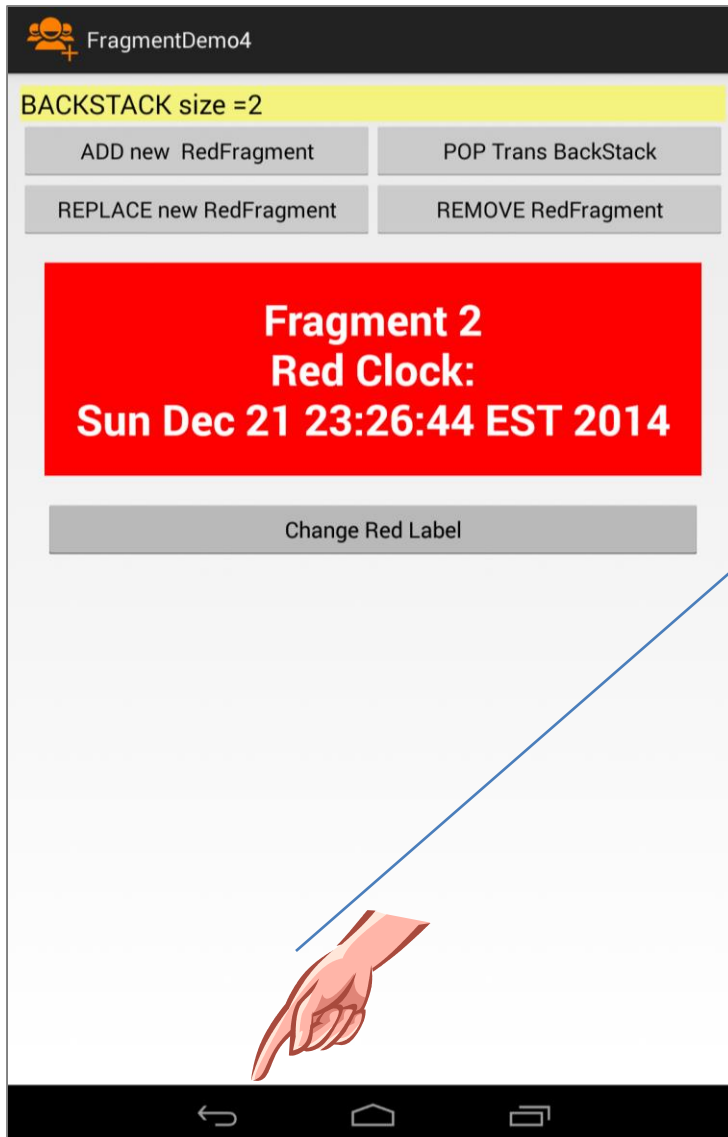 FragmentDemo4
BACKSTACK size =2
ADD new  RedFragment
POP Trans BackStack
REPLACE new RedFragment
REMOVE RedFragment
Fragment 2
Red Clock:
Sun Dec 21 23:26:44 EST 2014
Change Red Label